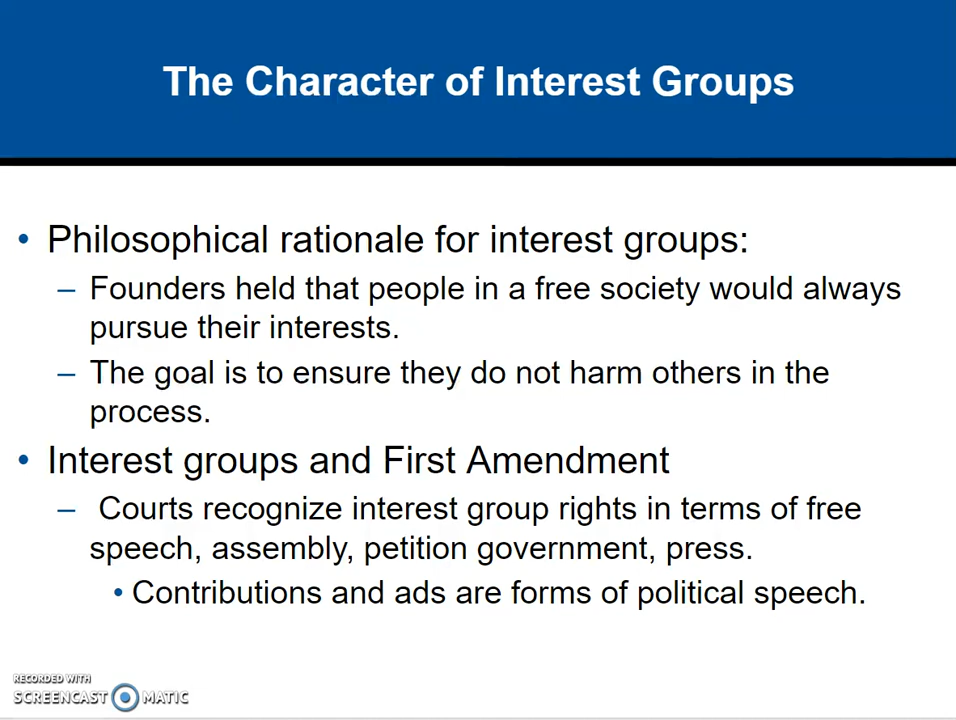 The Character of Interest Groups
• Philosophical rationale for interest groups:
– Founders held that people in a free society would always
pursue their interests.
– The goal is to ensure they do not harm others in the
process.
• Interest groups and First Amendment
– Courts recognize interest group rights in terms of free
speech, assembly, petition government, press.
• Contributions and ads are forms of political speech.
RECORDED WITH
SCREENCAST MATIC